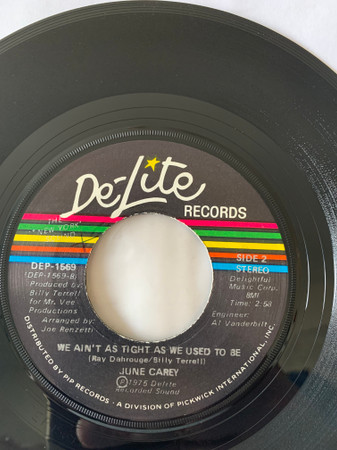 De-Lite
RECORDS
THE
NEW YORK
DEP-1569
(DEP-1569-B)
Produced by:
Billy Terrell
for Mr. Vee
Productions
Arranged by:
Joe Renzetti
SIDE 2
STEREO
Delightful
Music Corp.
BMI
Time: 2:58
Engineer:
Al Vanderbilt
WE AIN'T AS TIGHT AS WE USED TO BE
(Ray Dahrouge/Billy Terrell)
JUNE CAREY
Ⓟ 1975 Delite
Recorded Sound
DISTRIBUTED BY PIP RECORDS • A DIVISION OF PICKWICK INTERNATIONAL, INC.